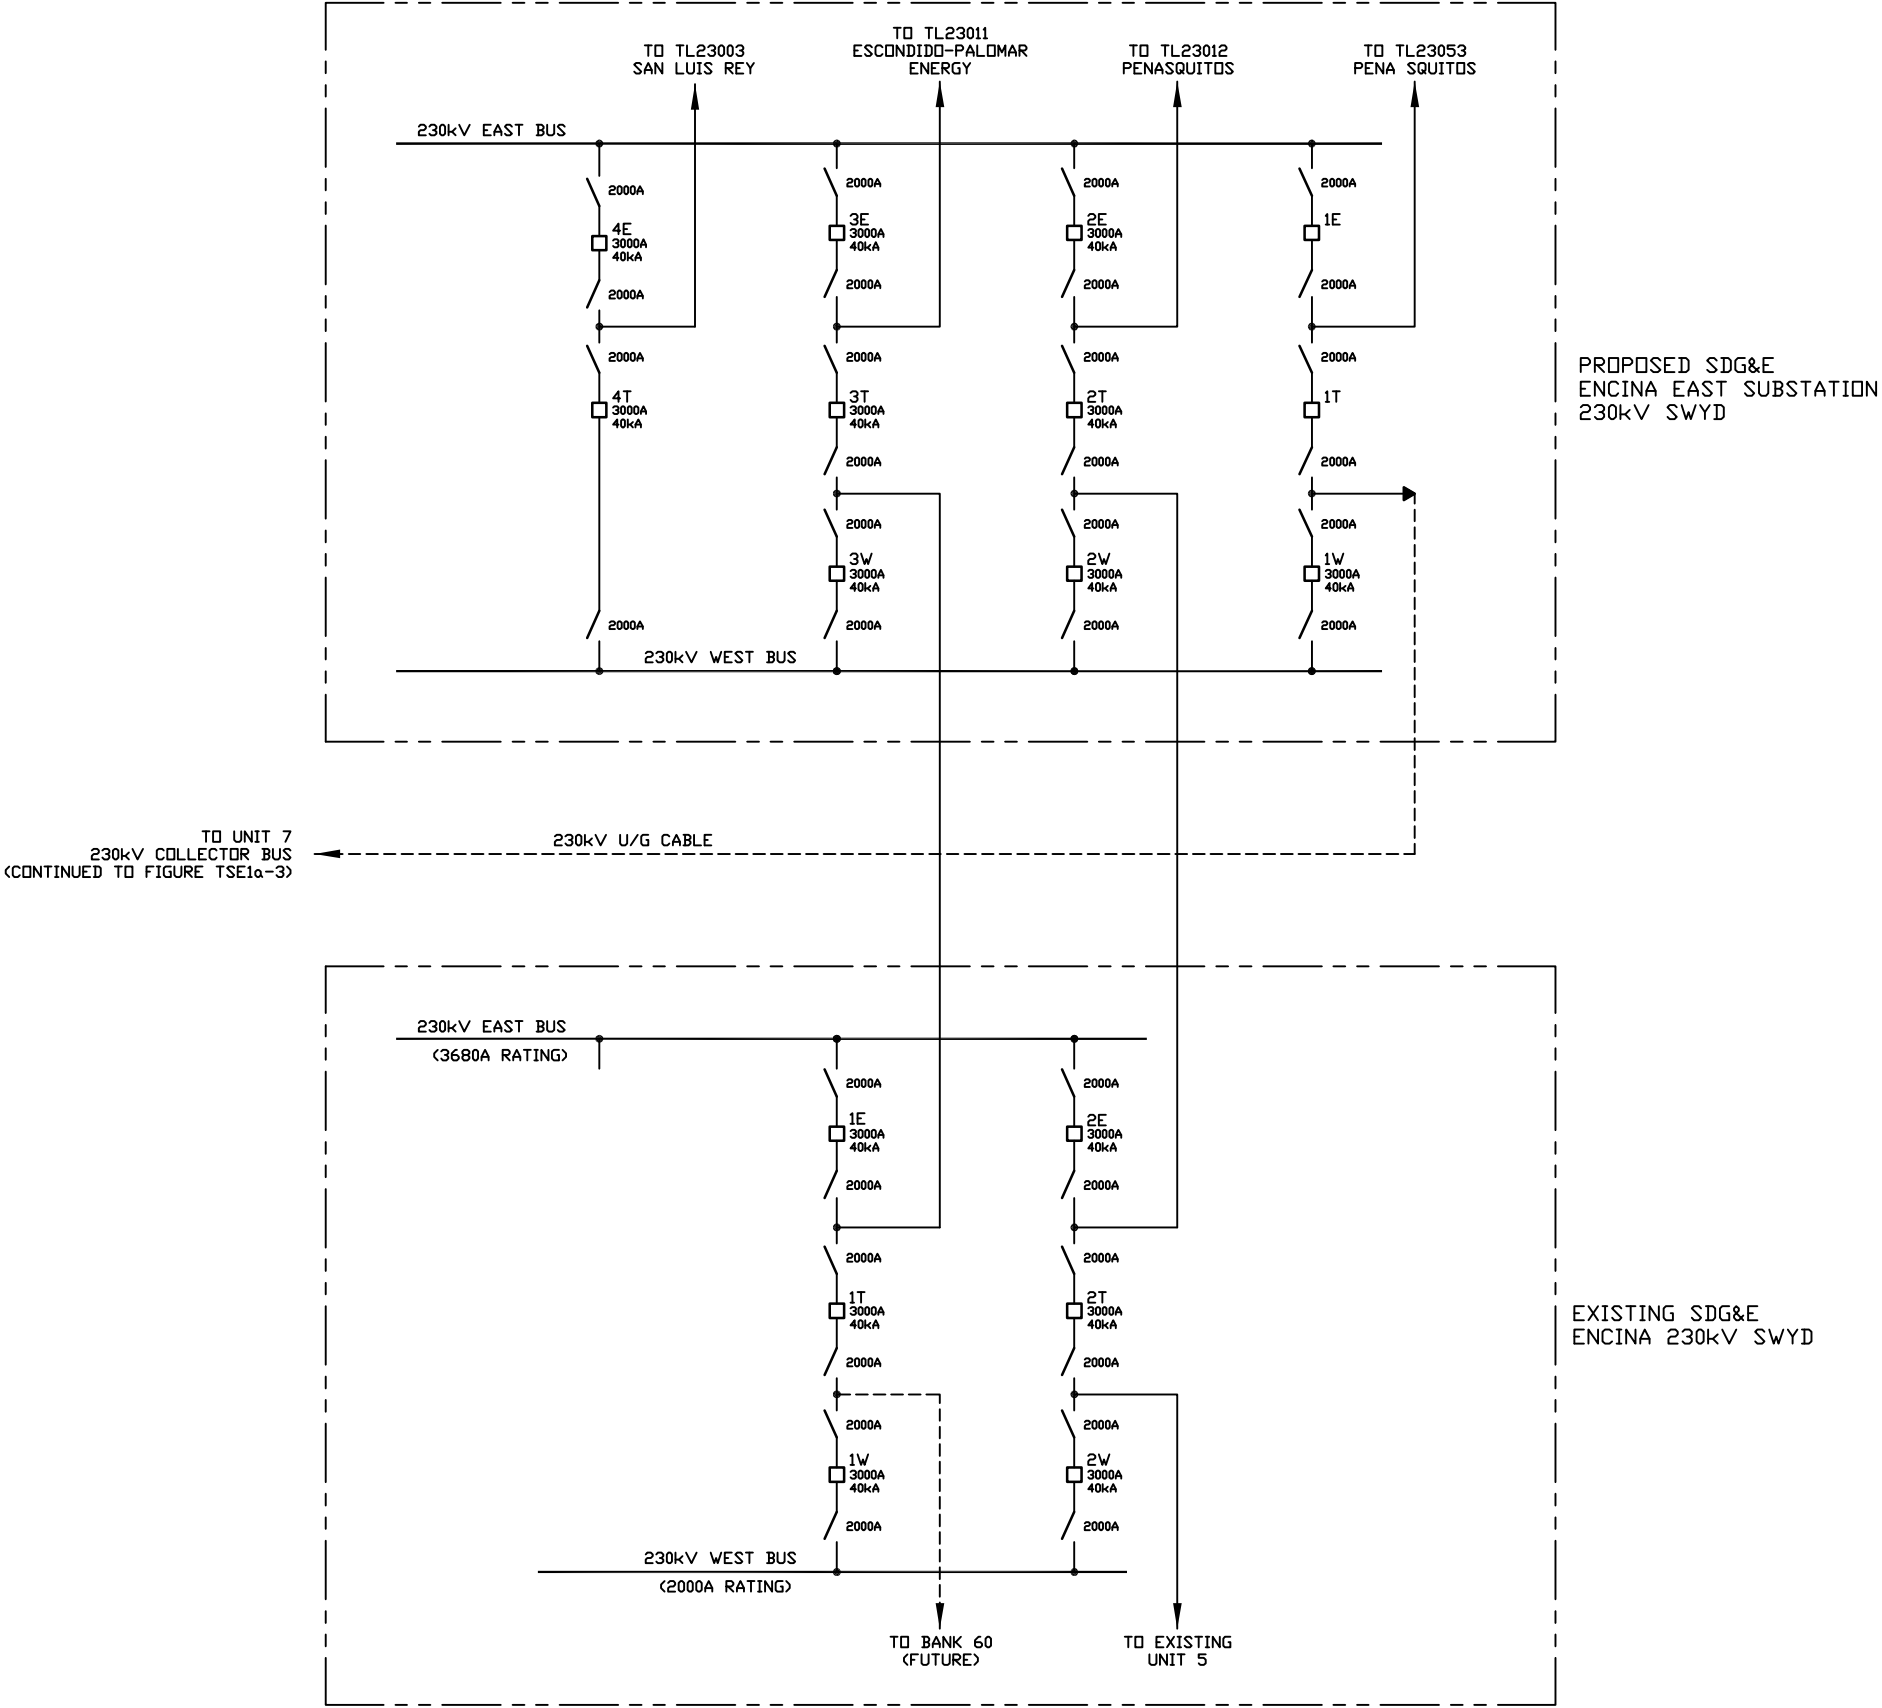 TO TL23003
SAN LUIS REY
TO TL23011
ESCONDIDO-PALOMAR
ENERGY
TO TL23012
PENASQUITOS
TO TL23053
PENA SQUITOS
230kV EAST BUS
2000A
2000A
2000A
2000A
4E
3000A
40kA
3E
3000A
40kA
2E
3000A
40kA
1E
2000A
2000A
2000A
2000A
2000A
2000A
2000A
2000A
4T
3000A
40kA
3T
3000A
40kA
2T
3000A
40kA
1T
PROPOSED SDG&E
ENCINA EAST SUBSTATION
230kV SWYD
2000A
2000A
2000A
2000A
2000A
2000A
3W
3000A
40kA
2W
3000A
40kA
1W
3000A
40kA
2000A
2000A
2000A
2000A
230kV WEST BUS
TO UNIT 7
230kV COLLECTOR BUS
(CONTINUED TO FIGURE TSE1a-3)
230kV U/G CABLE
230kV EAST BUS
(3680A RATING)
2000A
2000A
1E
3000A
40kA
2E
3000A
40kA
2000A
2000A
2000A
2000A
1T
3000A
40kA
2T
3000A
40kA
EXISTING SDG&E
ENCINA 230kV SWYD
2000A
2000A
2000A
2000A
1W
3000A
40kA
2W
3000A
40kA
2000A
2000A
230kV WEST BUS
(2000A RATING)
TO BANK 60
(FUTURE)
TO EXISTING
UNIT 5